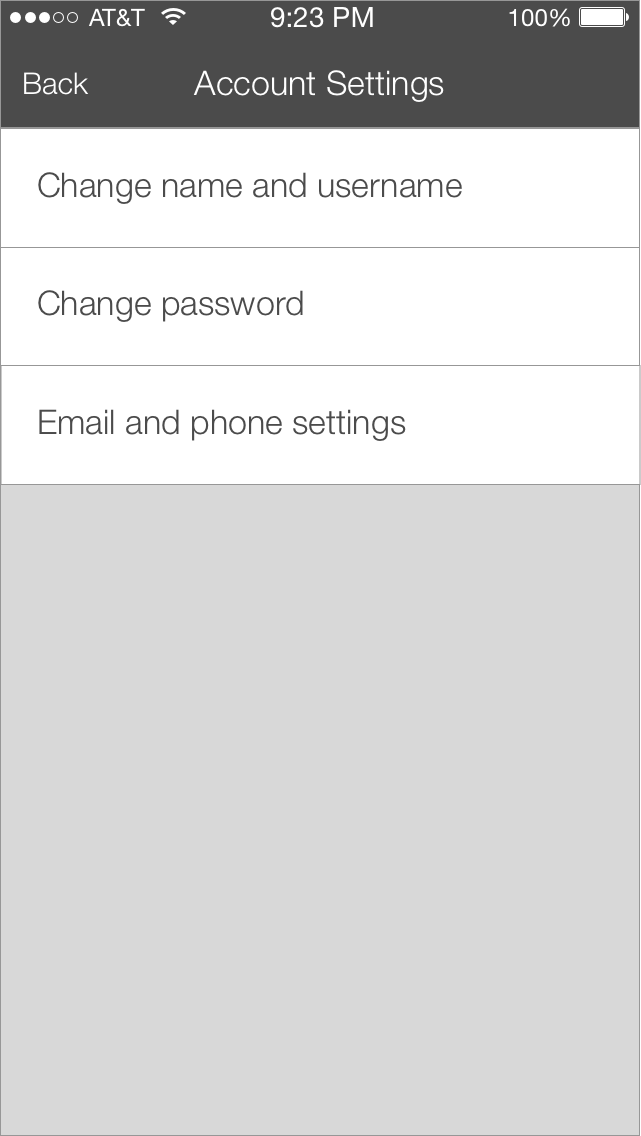 AT&T 9:23 PM 100%
Back Account Settings
Change name and username
Change password
Email and phone settings